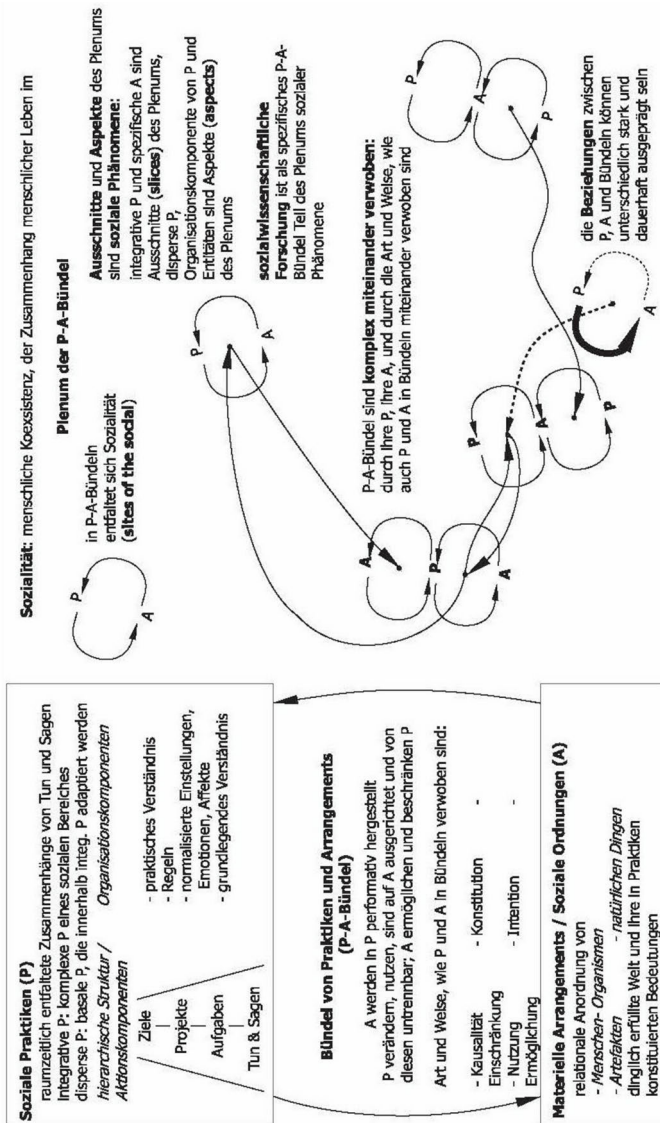 Soziale Praktiken (P)
raumzeitlich entfaltete Zusammenhänge von Tun und Sagen
Integrative P: komplexe P eines sozialen Bereiches
disperse P: basale P, die innerhalb integ. P adaptiert werden
hierarchische Struktur /
Aktionskomponenten
Organisationskomponenten
Ziele
Projekte
Aufgaben
Tun & Sagen
- praktisches Verständnis
- Regeln
- normalisierte Einstellungen,
Emotionen, Affekte
- grundlegendes Verständnis
Bündel von Praktiken und Arrangements
(P-A-Bündel)
A werden in P performativ hergestellt
P verändern, nutzen, sind auf A ausgerichtet und von
diesen untrennbar; A ermöglichen und beschränken P
Art und Weise, wie P und A in Bündeln verwoben sind:
- Kausalität - Konstitution -
Einschränkung
- Nutzung - Intention -
Ermöglichung
Materielle Arrangements / Soziale Ordnungen (A)
relationale Anordnung von
- Menschen- Organismen
- Artefakten - natürlichen Dingen
dinglich erfüllte Welt und ihre in Praktiken
konstituierten Bedeutungen
Sozialität: menschliche Koexsistenz, der Zusammenhang menschlicher Leben im
Plenum der P-A-Bündel
P
A
in P-A-Bündeln
entfaltet sich Sozialität
(sites of the social)
Ausschnitte und Aspekte des Plenums
sind soziale Phänomene:
integrative P und spezifische A sind
Ausschnitte (slices) des Plenums,
disperse P,
Organisationskomponente von P und
Entitäten sind Aspekte (aspects)
des Plenums
sozialwissenschaftliche
Forschung ist als spezifisches P-A-
Bündel Teil des Plenums sozialer
Phänomene
P
A
P-A-Bündel sind komplex miteinander verwoben:
durch ihre P, ihre A, und durch die Art und Weise, wie
auch P und A in Bündeln miteinander verwoben sind
A
P
A
P
A
P
P
A
P
A
P
die Beziehungen zwischen
P, A und Bündeln können
unterschiedlich stark und
dauerhaft ausgeprägt sein